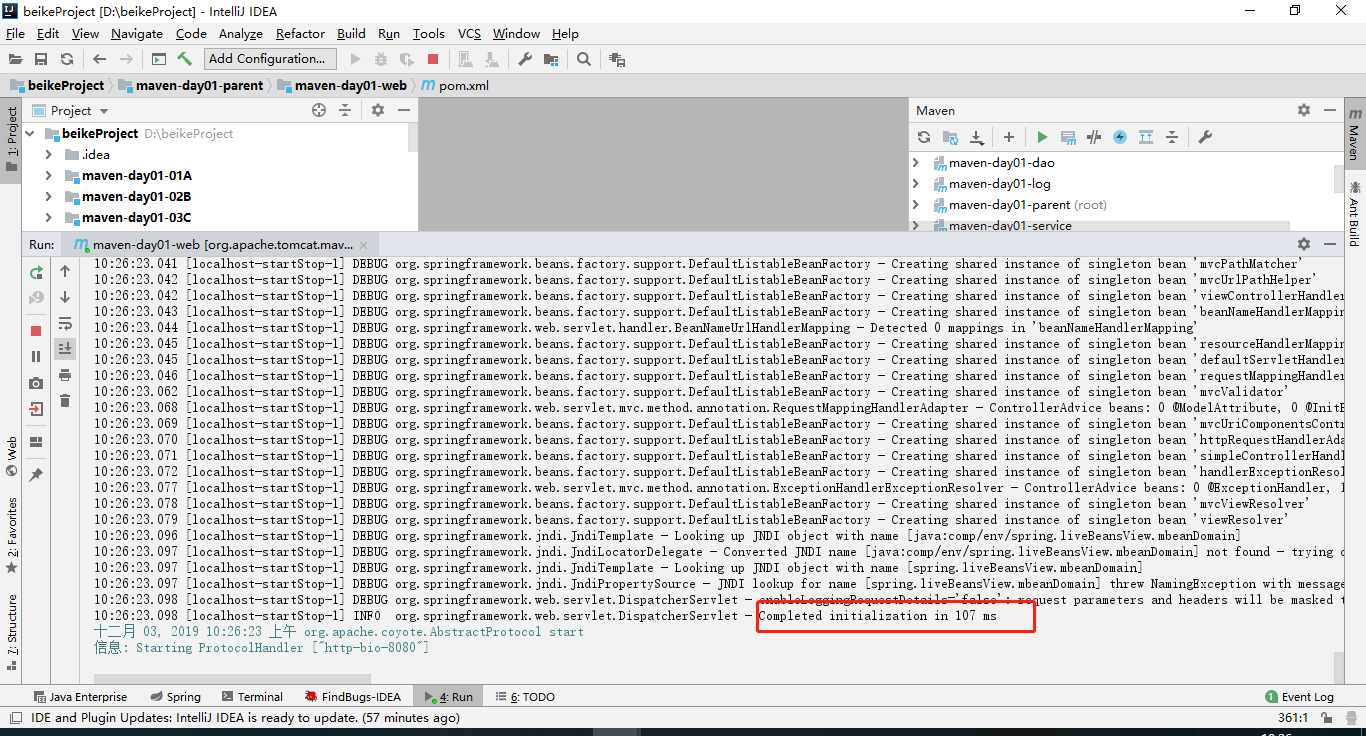 beikeProject [D:\beikeProject] - IntelliJ IDEA
File Edit View Navigate Code Analyze Refactor Build Run Tools VCS Window Help
Add Configuration...
beikeProject maven-day01-parent maven-day01-web pom.xml
1: Project
Project
beikeProject D:\beikeProject
.idea
maven-day01-01A
maven-day01-02B
maven-day01-03C
Maven
maven-day01-dao
maven-day01-log
maven-day01-parent (root)
maven-day01-service
Maven
Ant Build
Run: maven-day01-web [org.apache.tomcat.mav...
10:26:23.041 [localhost-startStop-1] DEBUG org.springframework.beans.factory.support.DefaultListableBeanFactory - Creating shared instance of singleton bean 'mvcPathMatcher'
10:26:23.042 [localhost-startStop-1] DEBUG org.springframework.beans.factory.support.DefaultListableBeanFactory - Creating shared instance of singleton bean 'mvcUrlPathHelper'
10:26:23.042 [localhost-startStop-1] DEBUG org.springframework.beans.factory.support.DefaultListableBeanFactory - Creating shared instance of singleton bean 'viewControllerHandler
10:26:23.043 [localhost-startStop-1] DEBUG org.springframework.beans.factory.support.DefaultListableBeanFactory - Creating shared instance of singleton bean 'beanNameHandlerMappin
10:26:23.044 [localhost-startStop-1] DEBUG org.springframework.web.servlet.handler.BeanNameUrlHandlerMapping - Detected 0 mappings in 'beanNameHandlerMapping'
10:26:23.045 [localhost-startStop-1] DEBUG org.springframework.beans.factory.support.DefaultListableBeanFactory - Creating shared instance of singleton bean 'resourceHandlerMappin
10:26:23.045 [localhost-startStop-1] DEBUG org.springframework.beans.factory.support.DefaultListableBeanFactory - Creating shared instance of singleton bean 'defaultServletHandler
10:26:23.046 [localhost-startStop-1] DEBUG org.springframework.beans.factory.support.DefaultListableBeanFactory - Creating shared instance of singleton bean 'requestMappingHandler
10:26:23.062 [localhost-startStop-1] DEBUG org.springframework.beans.factory.support.DefaultListableBeanFactory - Creating shared instance of singleton bean 'mvcValidator'
10:26:23.068 [localhost-startStop-1] DEBUG org.springframework.web.servlet.mvc.method.annotation.RequestMappingHandlerAdapter - ControllerAdvice beans: 0 @ModelAttribute, 0 @InitB
10:26:23.069 [localhost-startStop-1] DEBUG org.springframework.beans.factory.support.DefaultListableBeanFactory - Creating shared instance of singleton bean 'mvcUriComponentsContr
10:26:23.070 [localhost-startStop-1] DEBUG org.springframework.beans.factory.support.DefaultListableBeanFactory - Creating shared instance of singleton bean 'httpRequestHandlerAda
10:26:23.071 [localhost-startStop-1] DEBUG org.springframework.beans.factory.support.DefaultListableBeanFactory - Creating shared instance of singleton bean 'simpleControllerHandl
10:26:23.072 [localhost-startStop-1] DEBUG org.springframework.beans.factory.support.DefaultListableBeanFactory - Creating shared instance of singleton bean 'handlerExceptionResol
10:26:23.077 [localhost-startStop-1] DEBUG org.springframework.web.servlet.mvc.method.annotation.ExceptionHandlerExceptionResolver - ControllerAdvice beans: 0 @ExceptionHandler, 1
10:26:23.078 [localhost-startStop-1] DEBUG org.springframework.beans.factory.support.DefaultListableBeanFactory - Creating shared instance of singleton bean 'mvcViewResolver'
10:26:23.079 [localhost-startStop-1] DEBUG org.springframework.beans.factory.support.DefaultListableBeanFactory - Creating shared instance of singleton bean 'viewResolver'
10:26:23.096 [localhost-startStop-1] DEBUG org.springframework.jndi.JndiTemplate - Looking up JNDI object with name [java:comp/env/spring.liveBeansView.mbeanDomain]
10:26:23.097 [localhost-startStop-1] DEBUG org.springframework.jndi.JndiLocatorDelegate - Converted JNDI name [java:comp/env/spring.liveBeansView.mbeanDomain] not found - trying o
10:26:23.097 [localhost-startStop-1] DEBUG org.springframework.jndi.JndiTemplate - Looking up JNDI object with name [spring.liveBeansView.mbeanDomain]
10:26:23.097 [localhost-startStop-1] DEBUG org.springframework.jndi.JndiPropertySource - JNDI lookup for name [spring.liveBeansView.mbeanDomain] threw NamingException with message
10:26:23.098 [localhost-startStop-1] DEBUG org.springframework.web.servlet.DispatcherServlet - enableLoggingRequestDetails='false': request parameters and headers will be masked t
10:26:23.098 [localhost-startStop-1] INFO org.springframework.web.servlet.DispatcherServlet - Completed initialization in 107 ms
十二月 03, 2019 10:26:23 上午 org.apache.coyote.AbstractProtocol start
信息: Starting ProtocolHandler ["http-bio-8080"]
Web
2: Favorites
7: Structure
Java Enterprise Spring Terminal FindBugs-IDEA 4: Run 6: TODO 1 Event Log
IDE and Plugin Updates: IntelliJ IDEA is ready to update. (57 minutes ago) 361:1